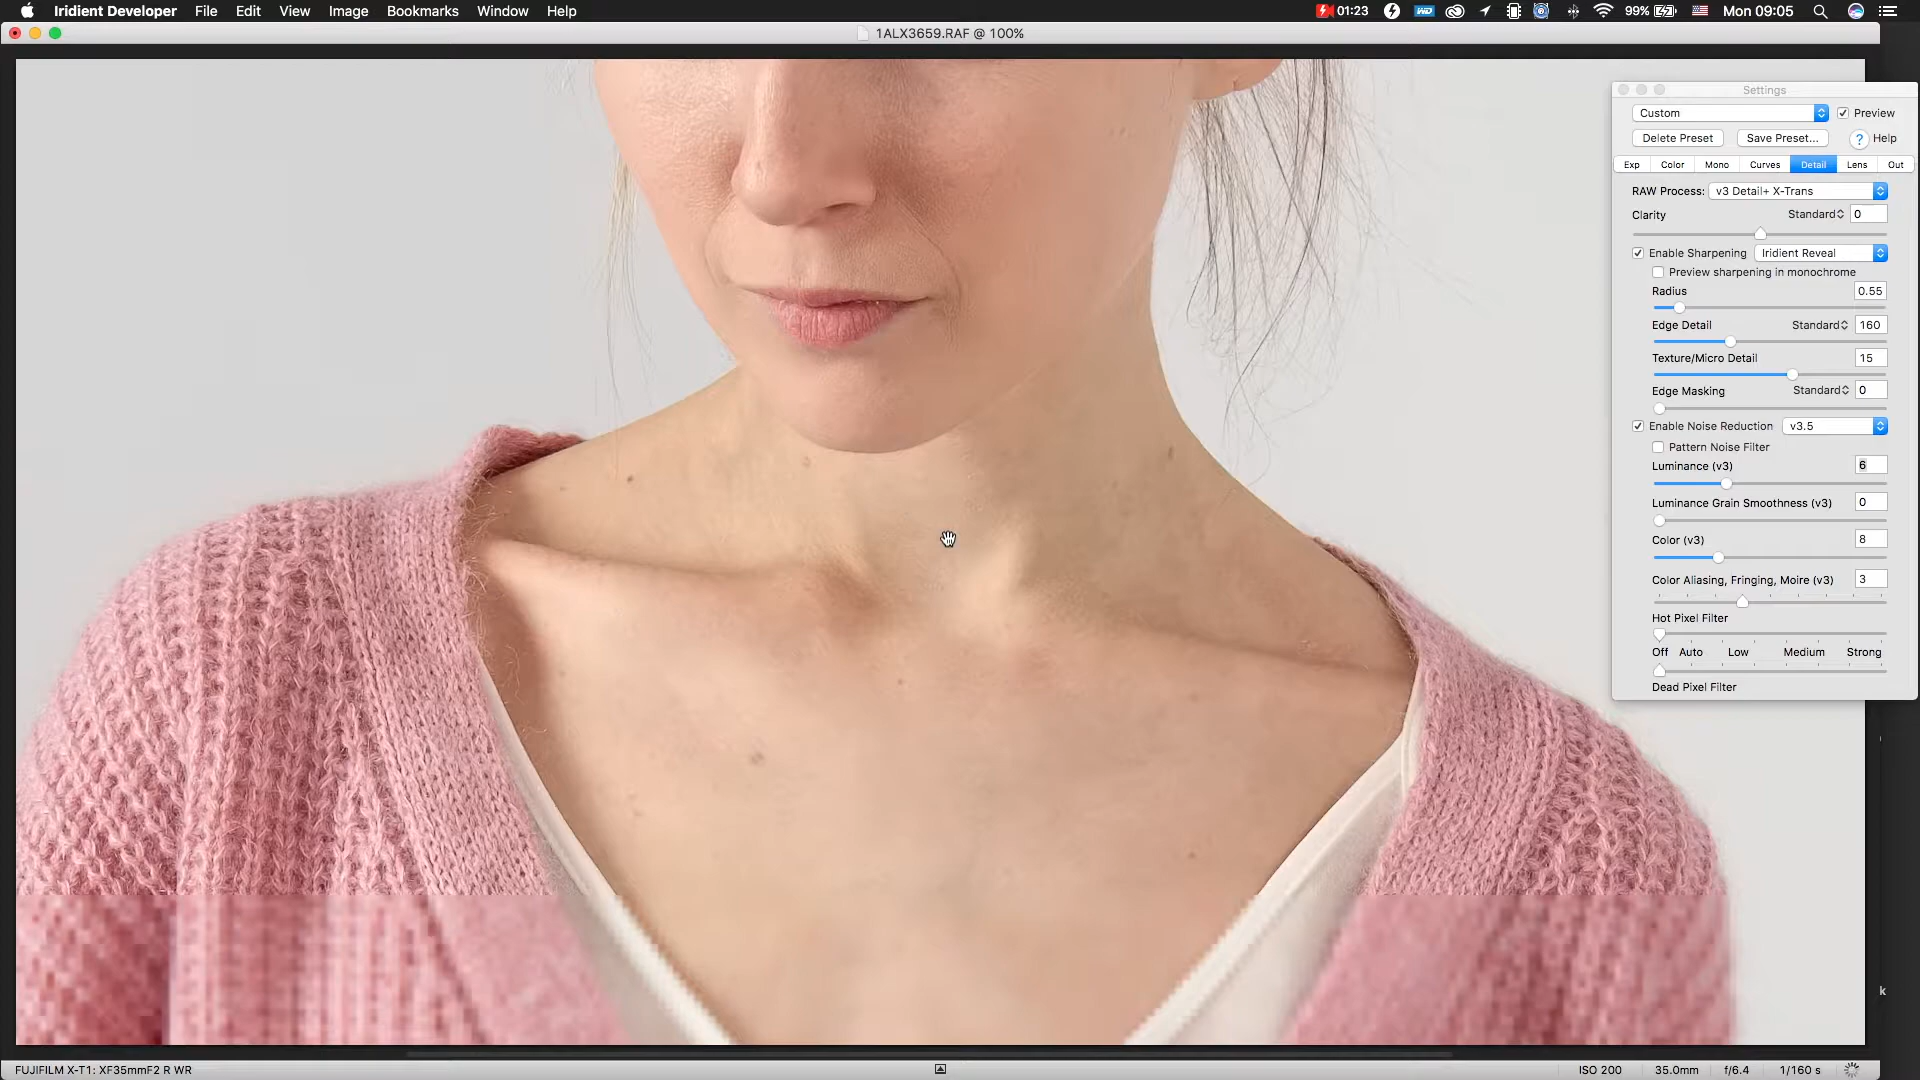 Iridient Developer File Edit View Image Bookmarks Window Help 01:23 WD 99% Mon 09:05
1ALX3659.RAF @ 100%
Settings
Custom Preview
Delete Preset Save Preset... ? Help
Exp Color Mono Curves Detail Lens Out
RAW Process: v3 Detail+ X-Trans
Clarity Standard 0
Enable Sharpening Iridient Reveal
Preview sharpening in monochrome
Radius 0.55
Edge Detail Standard 160
Texture/Micro Detail 15
Edge Masking Standard 0
Enable Noise Reduction v3.5
Pattern Noise Filter
Luminance (v3) 6
Luminance Grain Smoothness (v3) 0
Color (v3) 8
Color Aliasing, Fringing, Moire (v3) 3
Hot Pixel Filter
Off Auto Low Medium Strong
Dead Pixel Filter
k
FUJIFILM X-T1: XF35mmF2 R WR ISO 200 35.0mm f/6.4 1/160 s